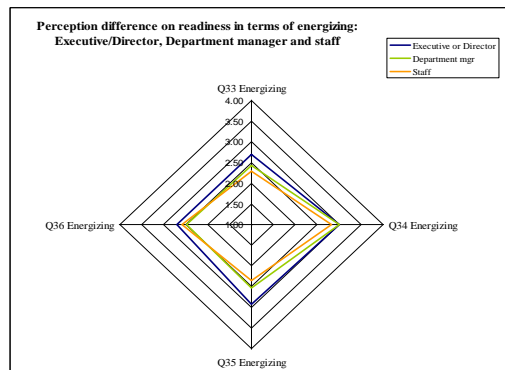 Perception difference on readiness in terms of energizing:
Executive/Director, Department manager and staff
Executive or Director
Department mgr
Staff
Q33 Energizing
4.00
3.50
3.00
2.50
2.00
1.50
1.00
Q36 Energizing
Q34 Energizing
Q35 Energizing